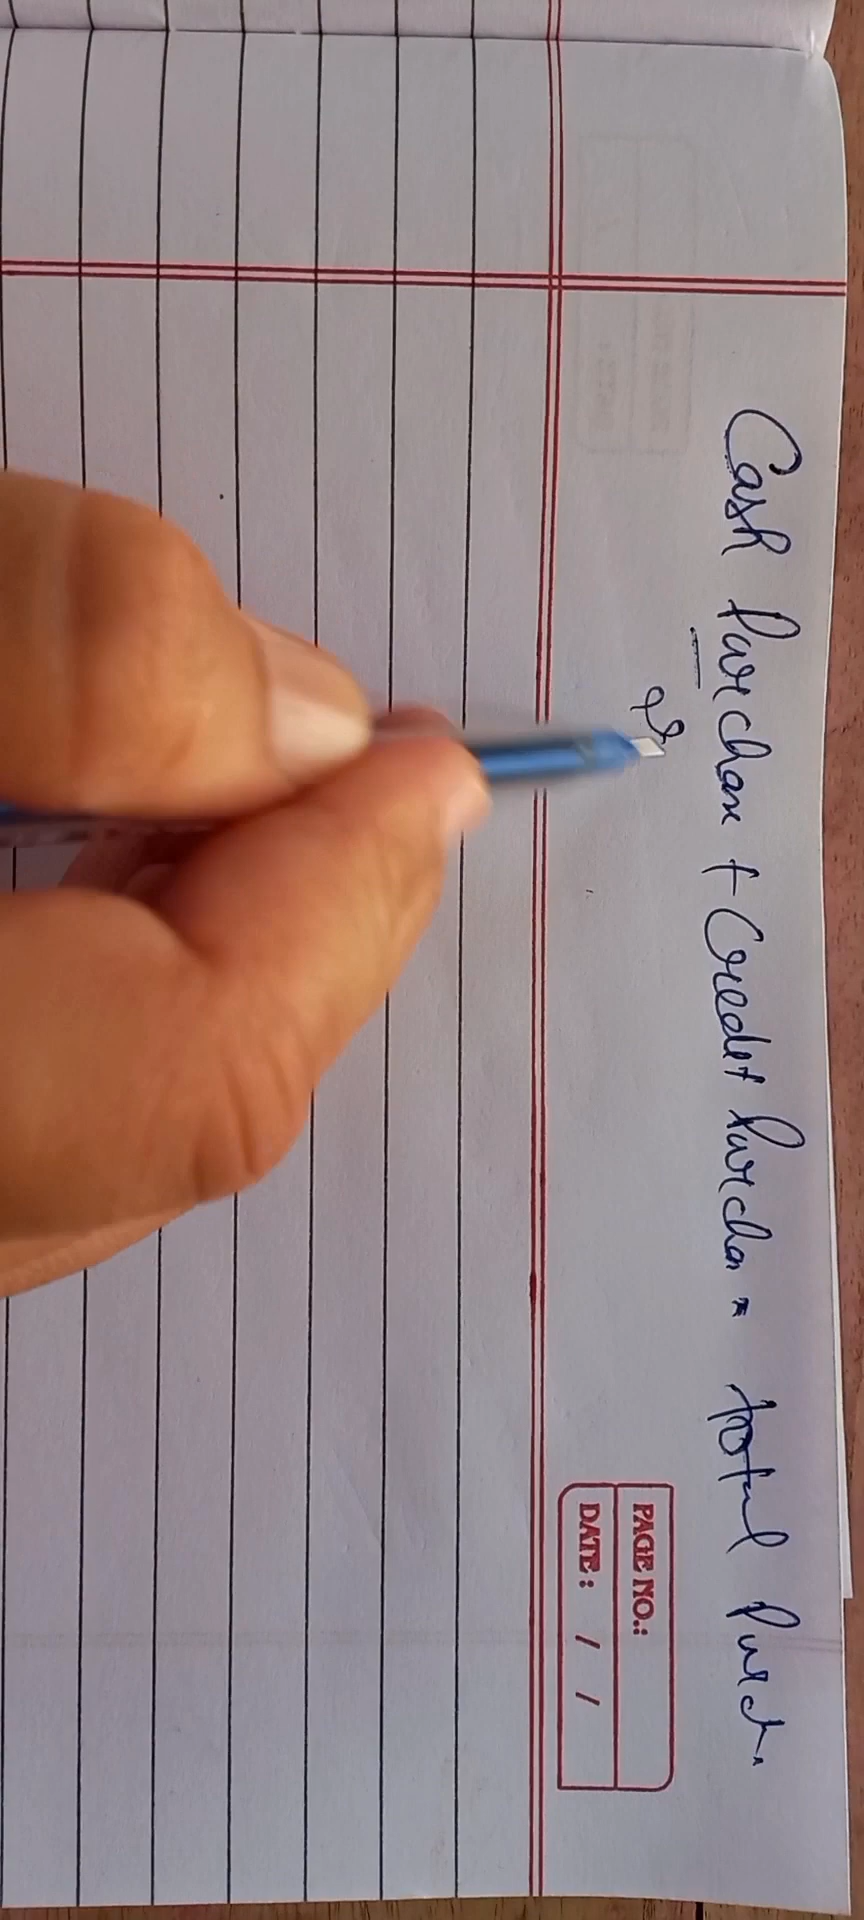 Cash Purchase + Credit Purcha = total Purch.
PAGE NO.:
DATE: / /